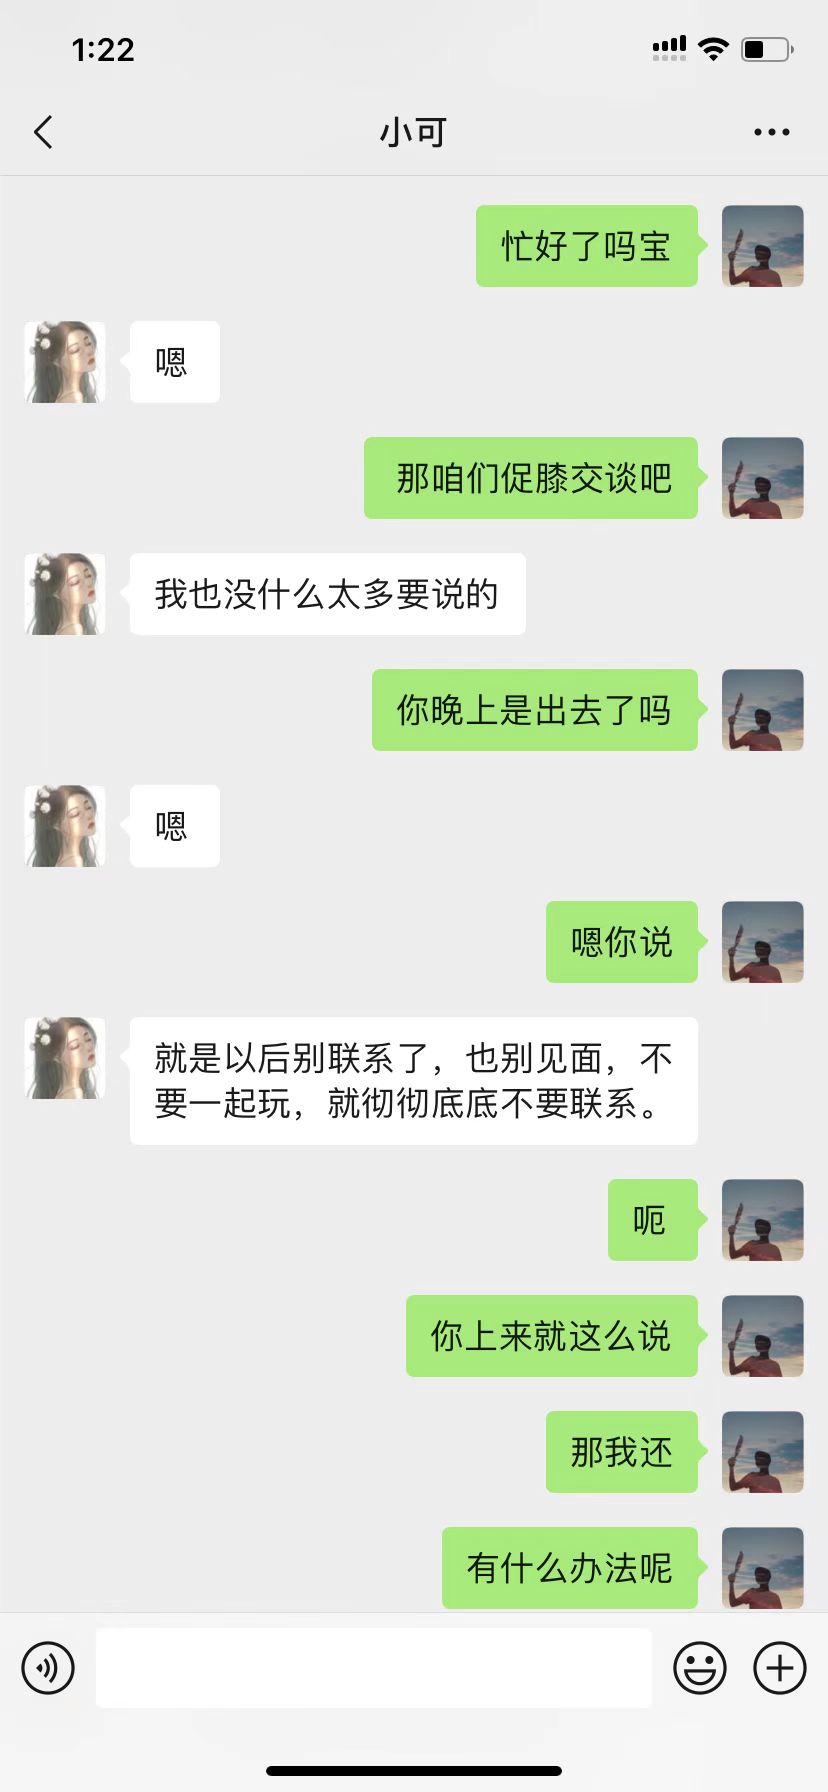 1:22
小可
忙好了吗宝
嗯
那咱们促膝交谈吧
我也没什么太多要说的
你晚上是出去了吗
嗯
嗯你说
就是以后别联系了，也别见面，不
要一起玩，就彻彻底底不要联系。
呃
你上来就这么说
那我还
有什么办法呢